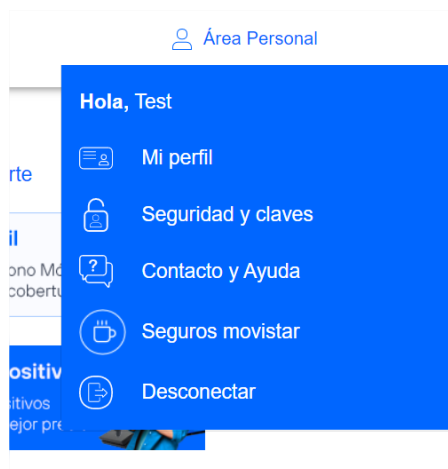 Área Personal
Hola, Test
Mi perfil
rte
Seguridad y claves
il
ono Mó
Contacto y Ayuda
cobertu
Seguros movistar
ositiv
itivos
Desconectar
ejor pre